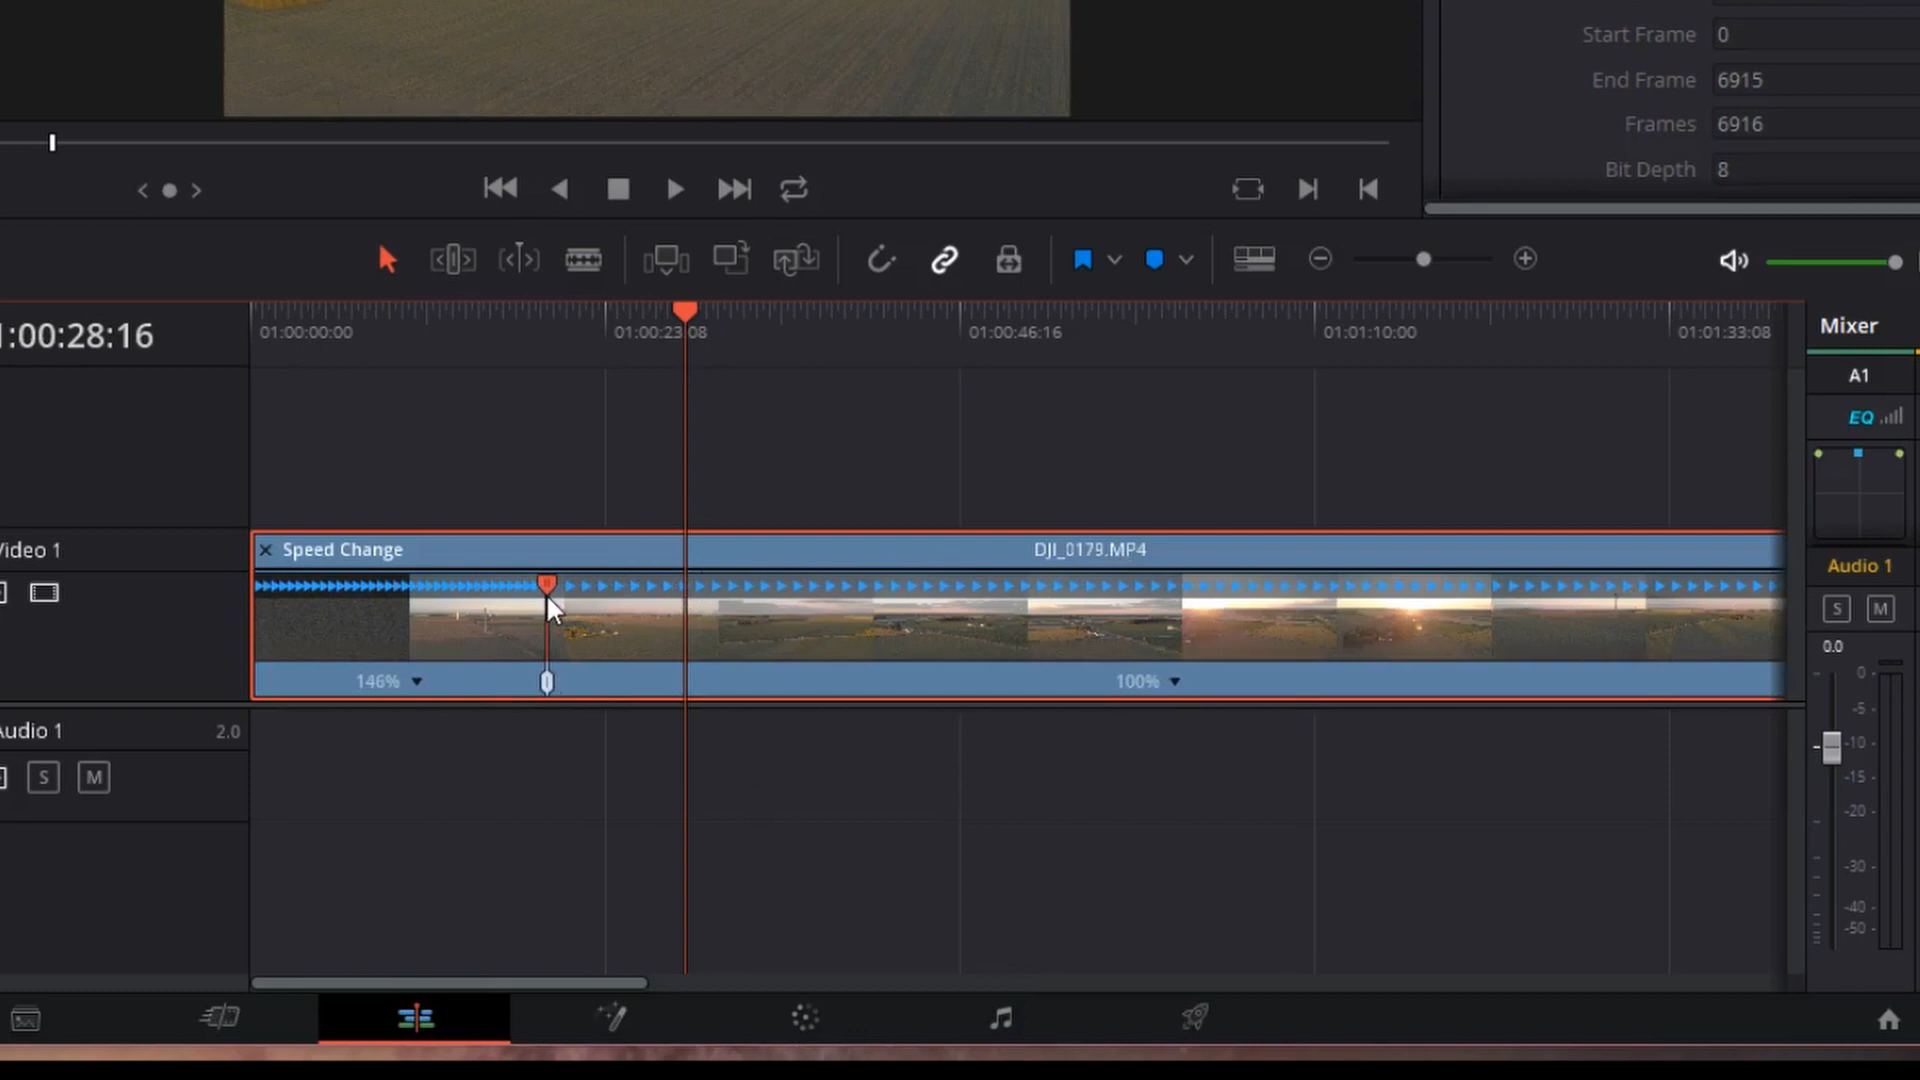 Start Frame 0
End Frame 6915
Frames 6916
Bit Depth 8
1:00:28:16
01:00:00:00
01:00:23:08
01:00:46:16
01:01:10:00
01:01:33:08
Mixer
A1
EQ
Video 1
Speed Change
DJI_0179.MP4
146%
100%
Audio 1
S M
0.0
0
-5
-10
-15
-20
-30
-40
-50
Audio 1 2.0
S M